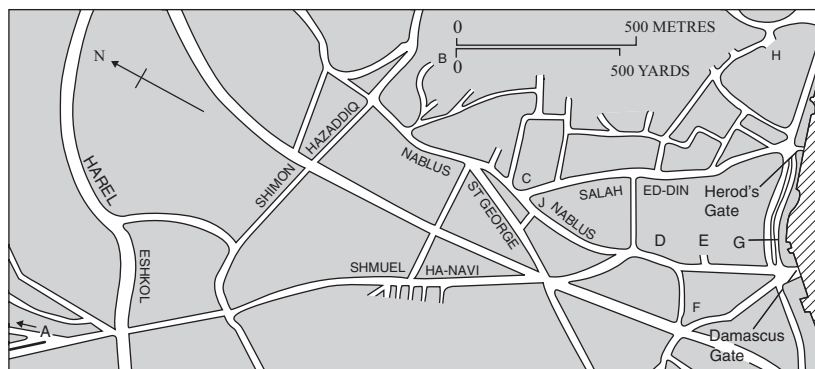 0 500 METRES
0 500 YARDS
N
B
H
HAREL
ESHKOL
SHIMON HAZADDIQ
NABLUS
ST GEORGE
C
J
NABLUS
SALAH ED-DIN
Herod's
Gate
SHMUEL HA-NAVI
D
E
G
F
A
Damascus
Gate